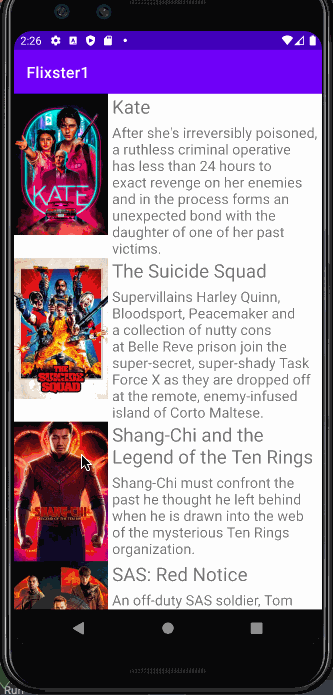 2:26
Flixster1
KATE
Kate
After she's irreversibly poisoned,
a ruthless criminal operative
has less than 24 hours to
exact revenge on her enemies
and in the process forms an
unexpected bond with the
daughter of one of her past
victims.
THE SUICIDE SQUAD
The Suicide Squad
Supervillains Harley Quinn,
Bloodsport, Peacemaker and
a collection of nutty cons
at Belle Reve prison join the
super-secret, super-shady Task
Force X as they are dropped off
at the remote, enemy-infused
island of Corto Maltese.
SHANG-CHI
Shang-Chi and the
Legend of the Ten Rings
Shang-Chi must confront the
past he thought he left behind
when he is drawn into the web
of the mysterious Ten Rings
organization.
SAS: Red Notice
An off-duty SAS soldier, Tom
Run